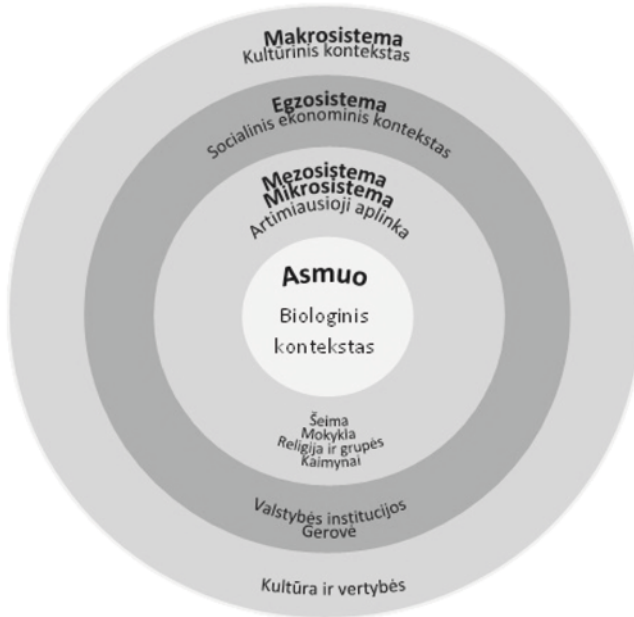 Makrosistema
Kultūrinis kontekstas
Egzosistema
Socialinis ekonominis kontekstas
Mezosistema
Mikrosistema
Artimiausioji aplinka
Asmuo
Biologinis
kontekstas
Šeima
Mokykla
Religija ir grupės
Kaimynai
Valstybės institucijos
Gerovė
Kultūra ir vertybės